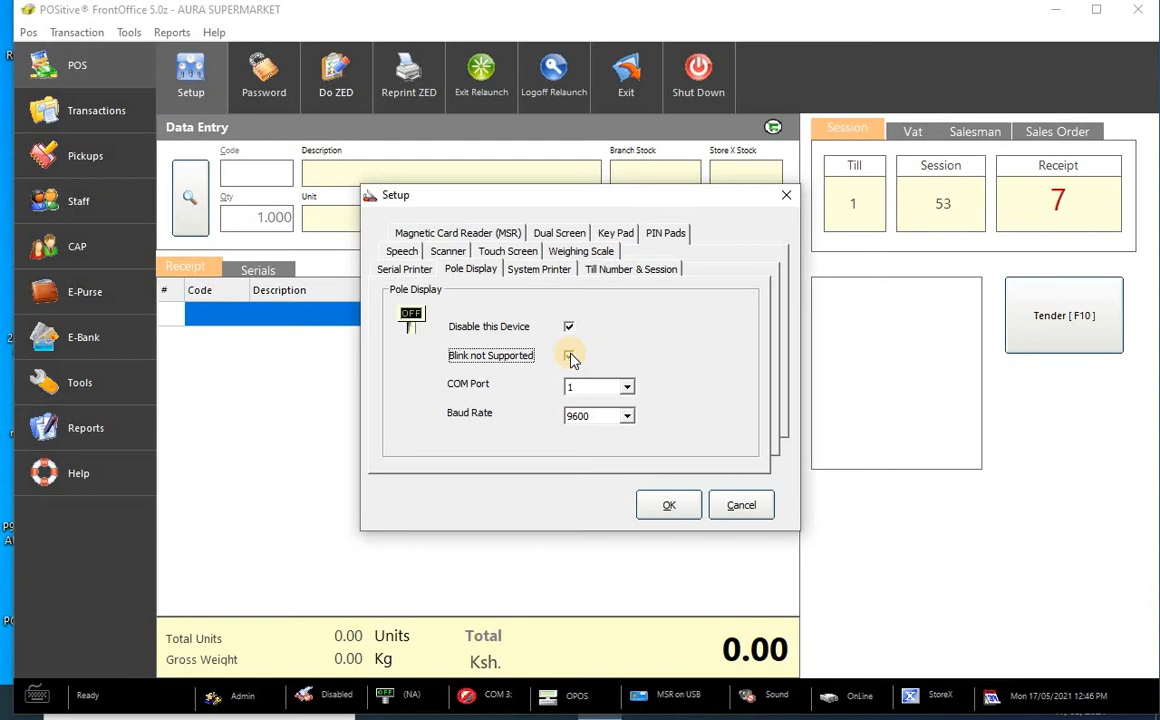 POSitive® FrontOffice 5.0z - AURA SUPERMARKET
Pos Transaction Tools Reports Help
POS
Transactions
Pickups
Staff
CAP
E-Purse
E-Bank
Tools
Reports
Help
Setup Password Do ZED Reprint ZED Exit Relaunch Logoff Relaunch Exit Shut Down
Data Entry
Code Description Branch Stock Store X Stock
Qty Unit
1.000
Receipt Serials
# Code Description
Session Vat Salesman Sales Order
Till Session Receipt
1 53 7
Tender [ F10 ]
Setup
Magnetic Card Reader (MSR) Dual Screen Key Pad PIN Pads
Speech Scanner Touch Screen Weighing Scale
Serial Printer Pole Display System Printer Till Number & Session
Pole Display
OFF
Disable this Device
Blink not Supported
COM Port 1
Baud Rate 9600
OK Cancel
Total Units 0.00 Units Total
Gross Weight 0.00 Kg Ksh. 0.00
Ready Admin Disabled OFF (NA) COM 3: OPOS MSR on USB Sound OnLine StoreX Mon 17/05/2021 12:46 PM